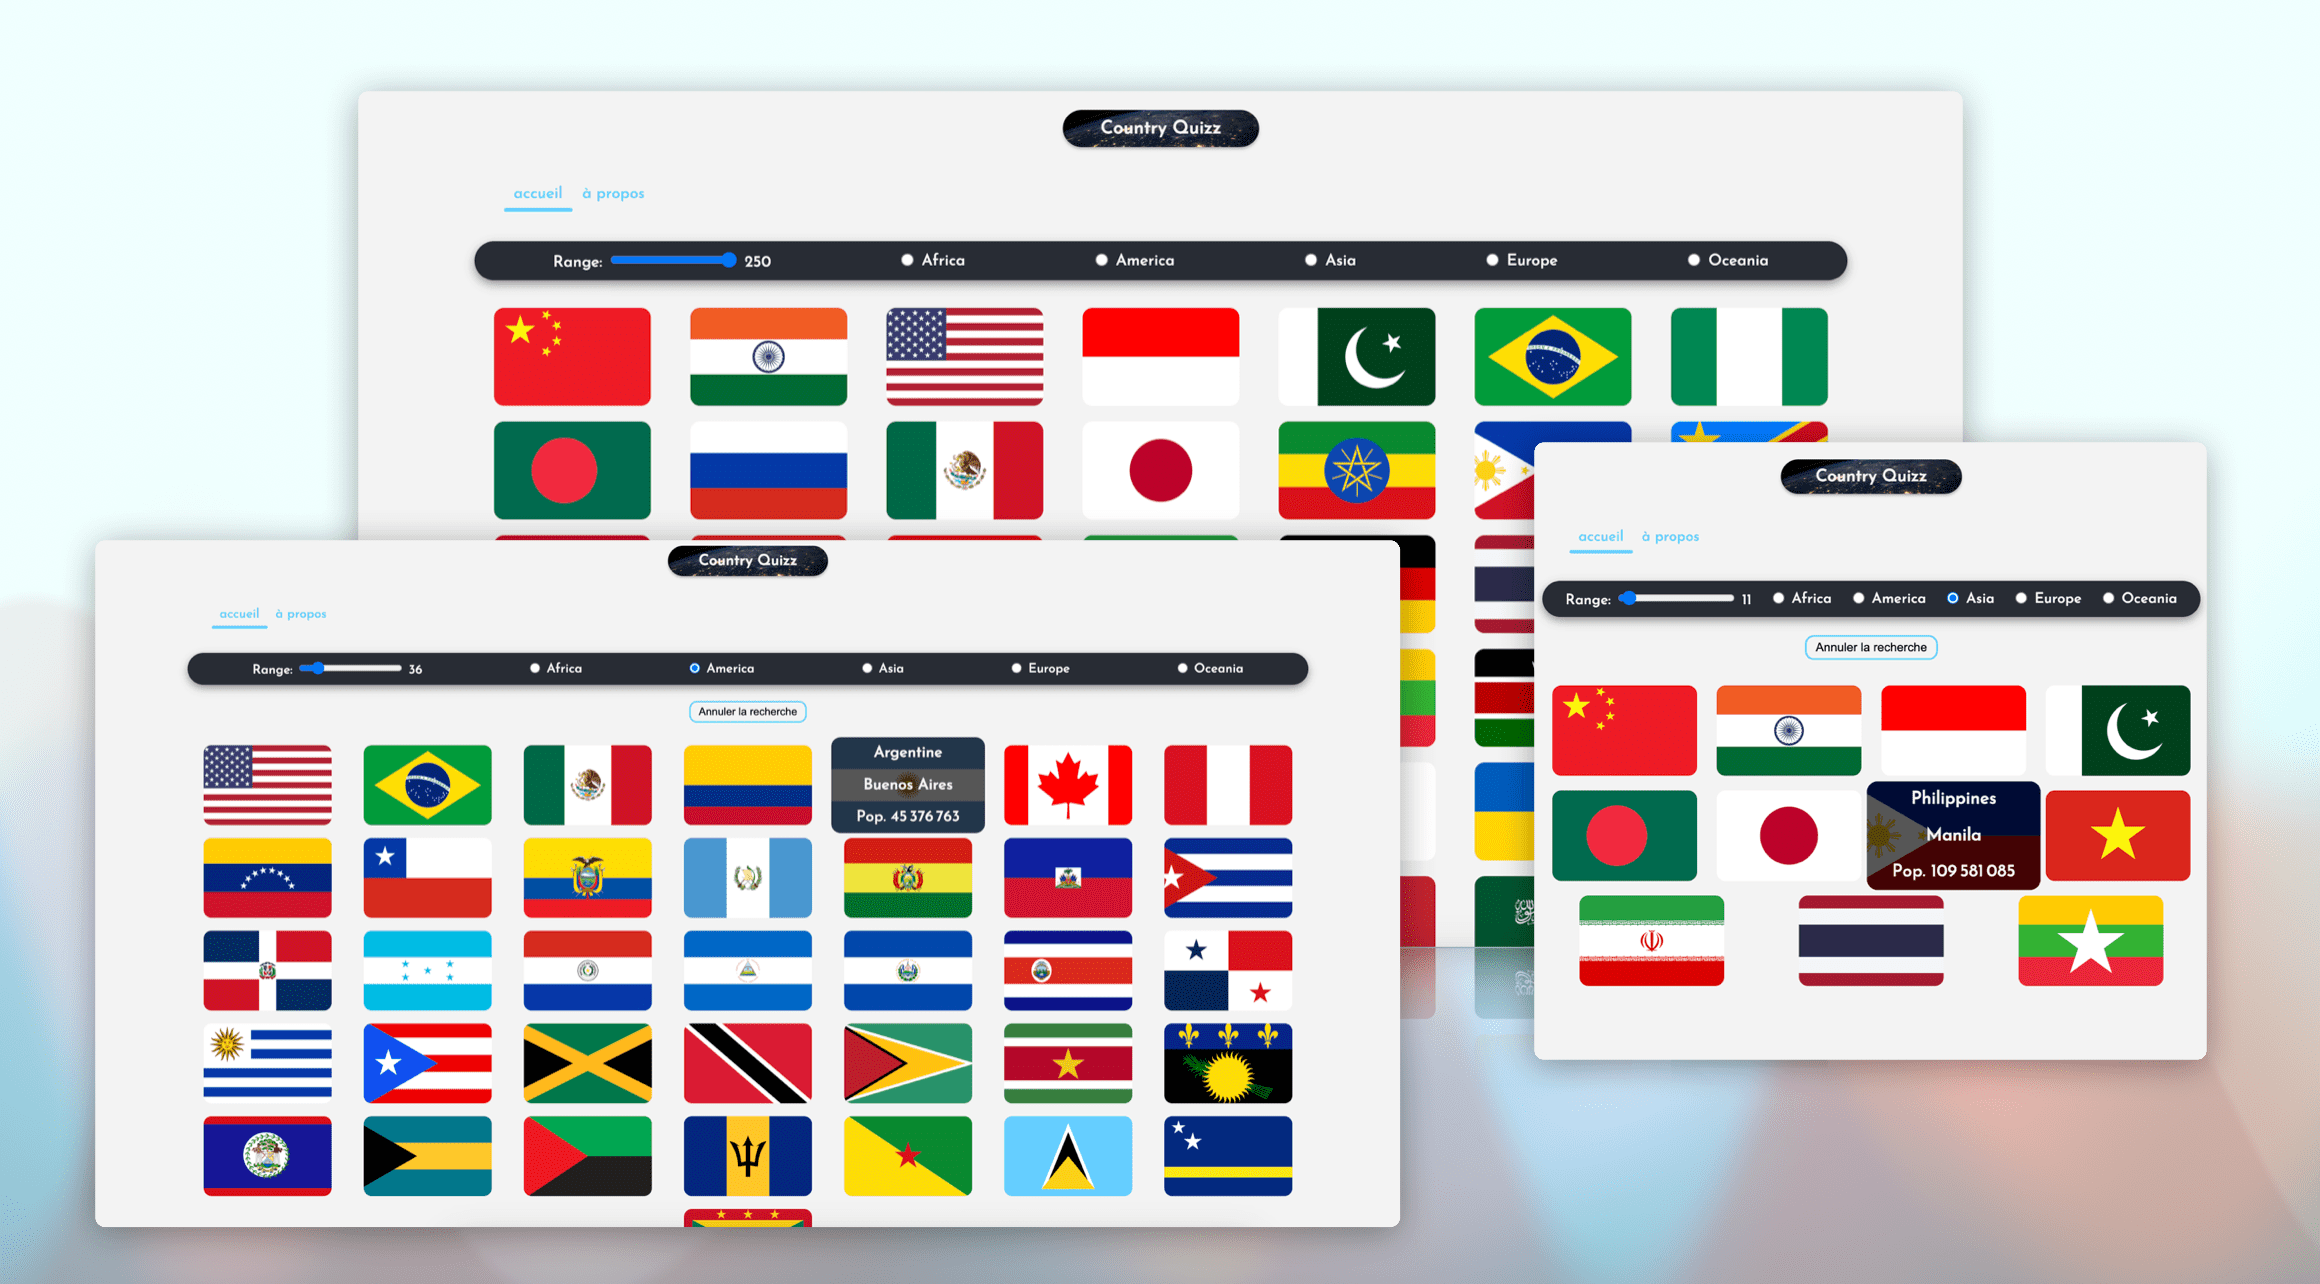 Country Quizz
accueil à propos
Range: 250 Africa America Asia Europe Oceania
Country Quizz
accueil à propos
Range: 36 Africa America Asia Europe Oceania
Annuler la recherche
Argentine
Buenos Aires
Pop. 45 376 763
Country Quizz
accueil à propos
Range: 11 Africa America Asia Europe Oceania
Annuler la recherche
Philippines
Manila
Pop. 109 581 085